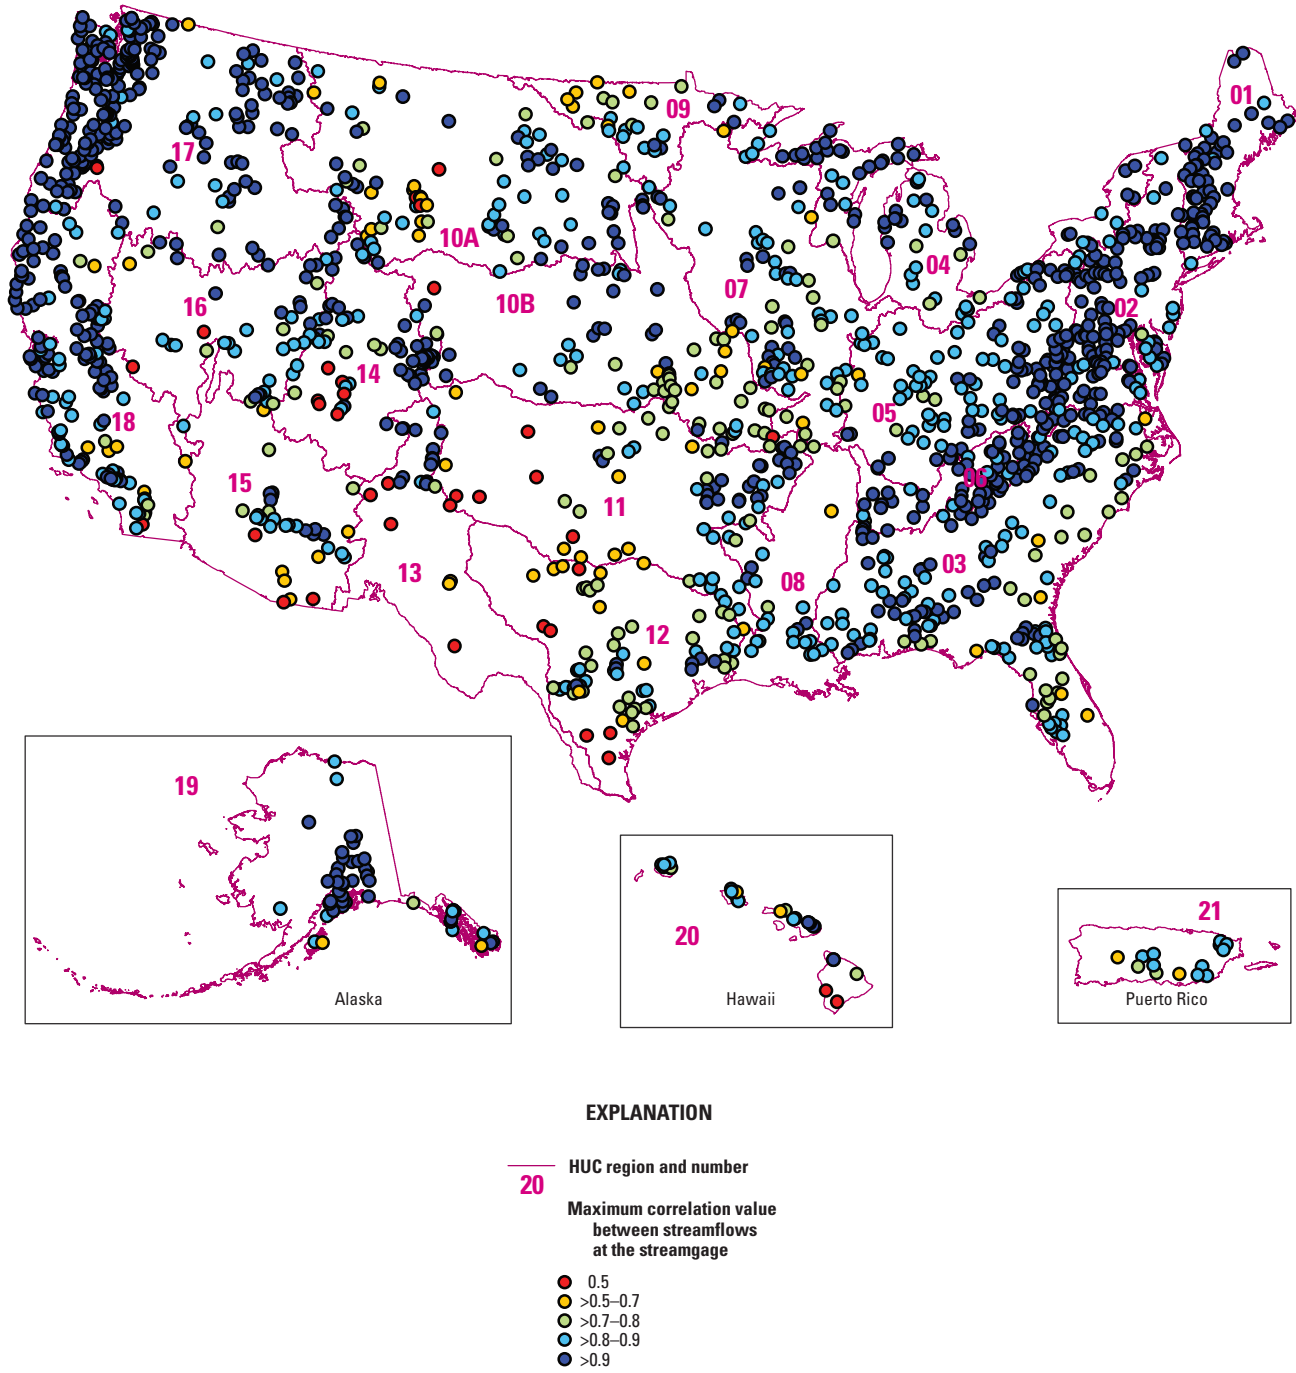 01
09
17
10A
04
07
10B
16
02
14
18
05
06
15
11
03
13
08
12
19
Alaska
20
Hawaii
21
Puerto Rico
EXPLANATION
HUC region and number
20
Maximum correlation value
between streamflows
at the streamgage
0.5
>0.5–0.7
>0.7–0.8
>0.8–0.9
>0.9